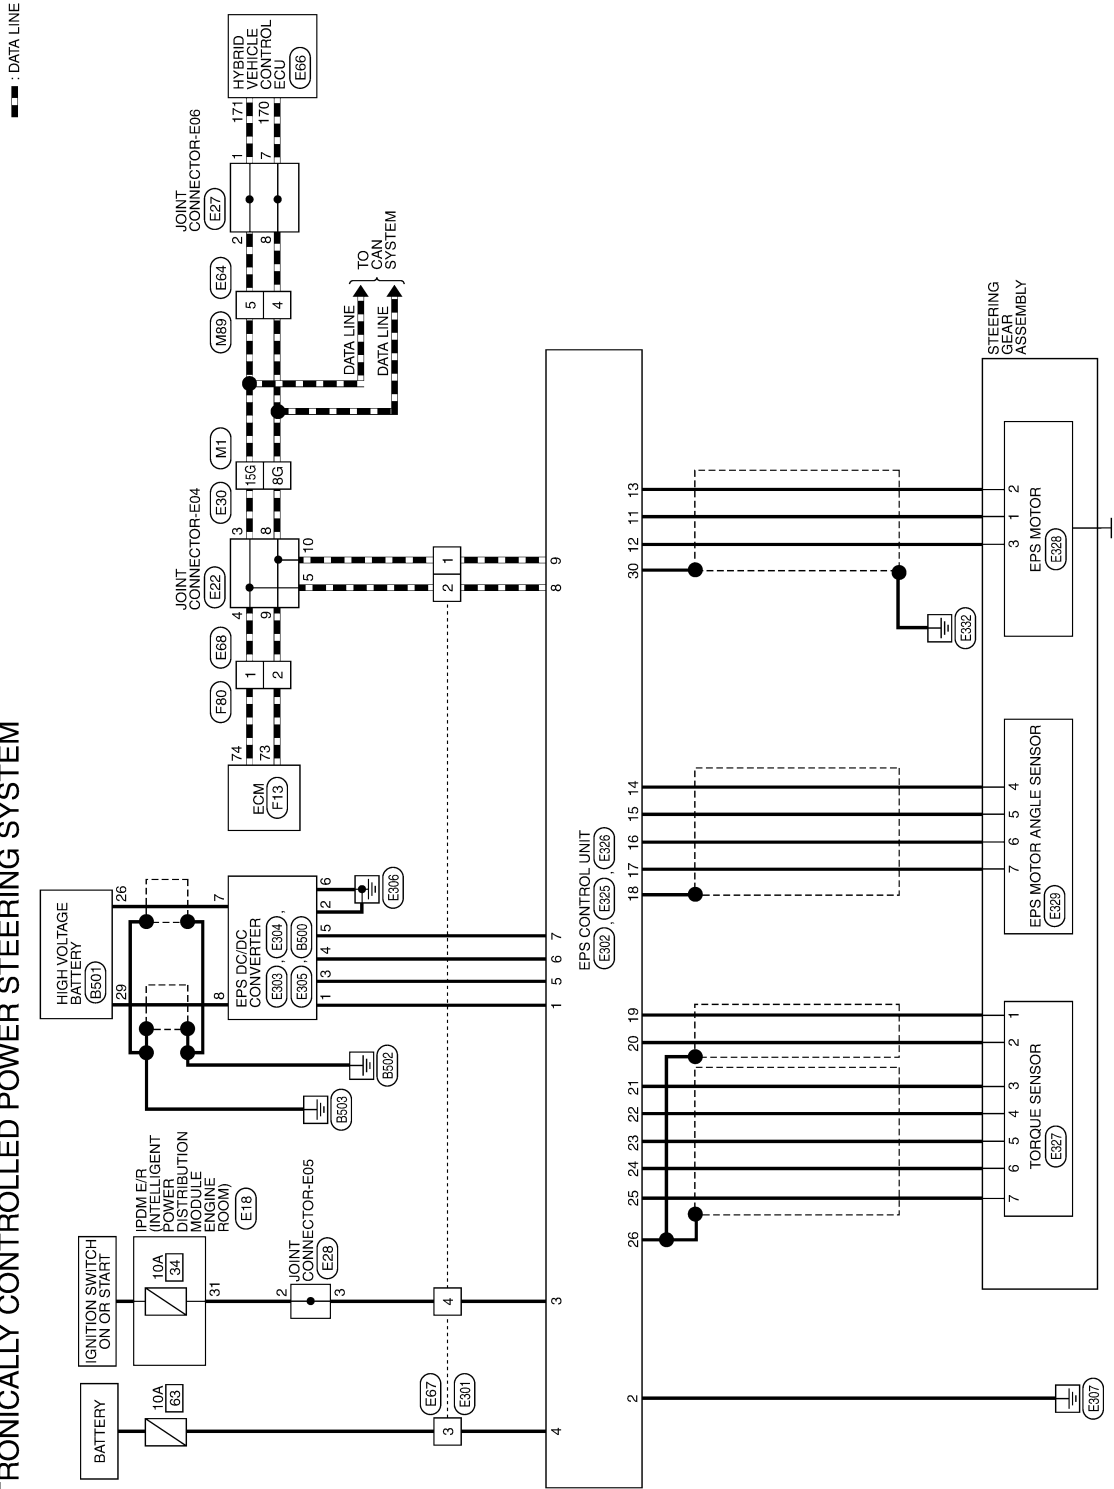 TRONICALLY CONTROLLED POWER STEERING SYSTEM
: DATA LINE
BATTERY
10A
63
3
E67
E301
4
IGNITION SWITCH
ON OR START
10A
34
31
IPDM E/R
(INTELLIGENT
POWER
DISTRIBUTION
MODULE
ENGINE
ROOM)
E18
2
3
JOINT
CONNECTOR-E05
E28
4
3
HIGH VOLTAGE
BATTERY
B501
29
26
8
7
B503
B502
EPS DC/DC
CONVERTER
E303 , E304 ,
E305 , B500
1
3
4
5
2
6
E306
1
5
6
7
ECM
F13
74
73
F80
E68
1
2
4
9
JOINT
CONNECTOR-E04
E22
3
8
5
10
E30
M1
15G
8G
2
1
8
9
DATA LINE
DATA LINE
TO
CAN
SYSTEM
M89
E64
5
4
2
8
JOINT
CONNECTOR-E06
E27
1
7
171
170
HYBRID
VEHICLE
CONTROL
ECU
E66
EPS CONTROL UNIT
E302 , E325 , E326
2
26
25
24
23
22
21
20
19
18
17
16
15
14
30
12
11
13
E307
E332
7
6
5
4
3
2
1
TORQUE SENSOR
E327
7
6
5
4
EPS MOTOR ANGLE SENSOR
E329
3
1
2
EPS MOTOR
E328
STEERING
GEAR
ASSEMBLY